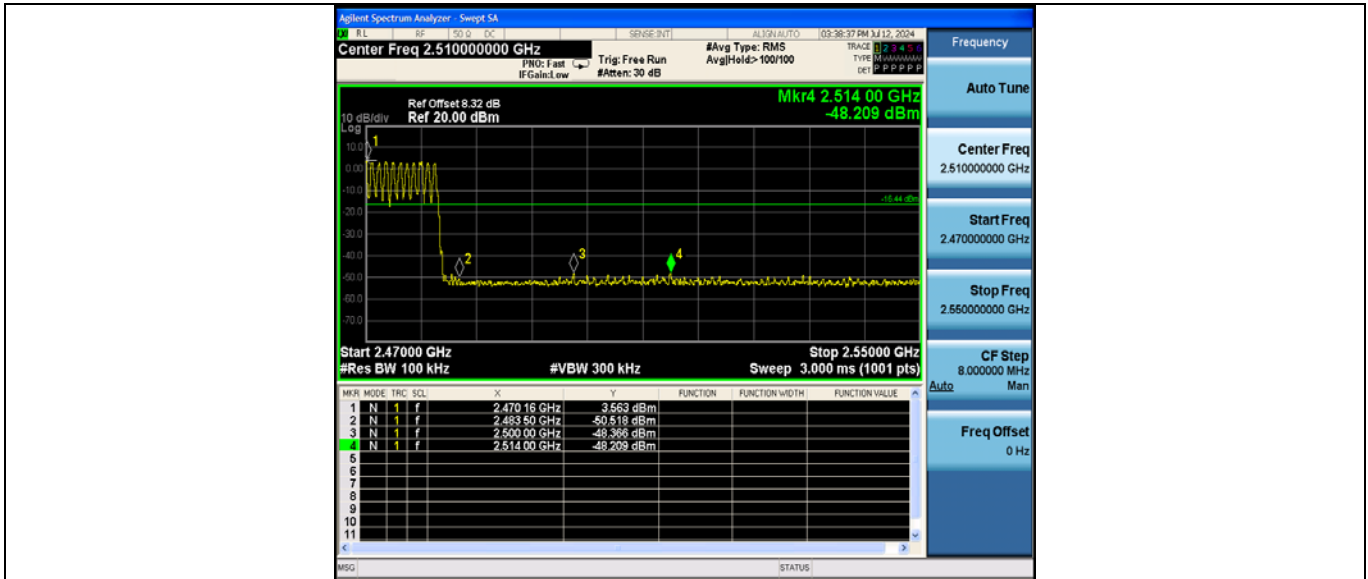 Agilent Spectrum Analyzer - Swept SA
RL RF 50 Ω DC SENSE:INT ALIGN AUTO 03:38:37 PM Jul 12, 2024
Center Freq 2.510000000 GHz
PNO: Fast
IFGain:Low
Trig: Free Run
#Atten: 30 dB
#Avg Type: RMS
Avg|Hold:>100/100
TRACE 1 2 3 4 5 6
TYPE MWWWWW
DET P P P P P P
Mkr4 2.514 00 GHz
-48.209 dBm
Ref Offset 8.32 dB
10 dB/div Ref 20.00 dBm
Log
10.0
0.00
-10.0
-20.0
-30.0
-40.0
-50.0
-60.0
-70.0
1
2
3
4
-16.44 dBm
Start 2.47000 GHz Stop 2.55000 GHz
#Res BW 100 kHz #VBW 300 kHz Sweep 3.000 ms (1001 pts)
MKR MODE TRC SCL X Y FUNCTION FUNCTION WIDTH FUNCTION VALUE
1 N 1 f 2.470 16 GHz 3.563 dBm
2 N 1 f 2.483 50 GHz -50.518 dBm
3 N 1 f 2.500 00 GHz -48.366 dBm
4 N 1 f 2.514 00 GHz -48.209 dBm
5
6
7
8
9
10
11
MSG STATUS
Frequency
Auto Tune
Center Freq
2.510000000 GHz
Start Freq
2.470000000 GHz
Stop Freq
2.550000000 GHz
CF Step
8.000000 MHz
Auto Man
Freq Offset
0 Hz